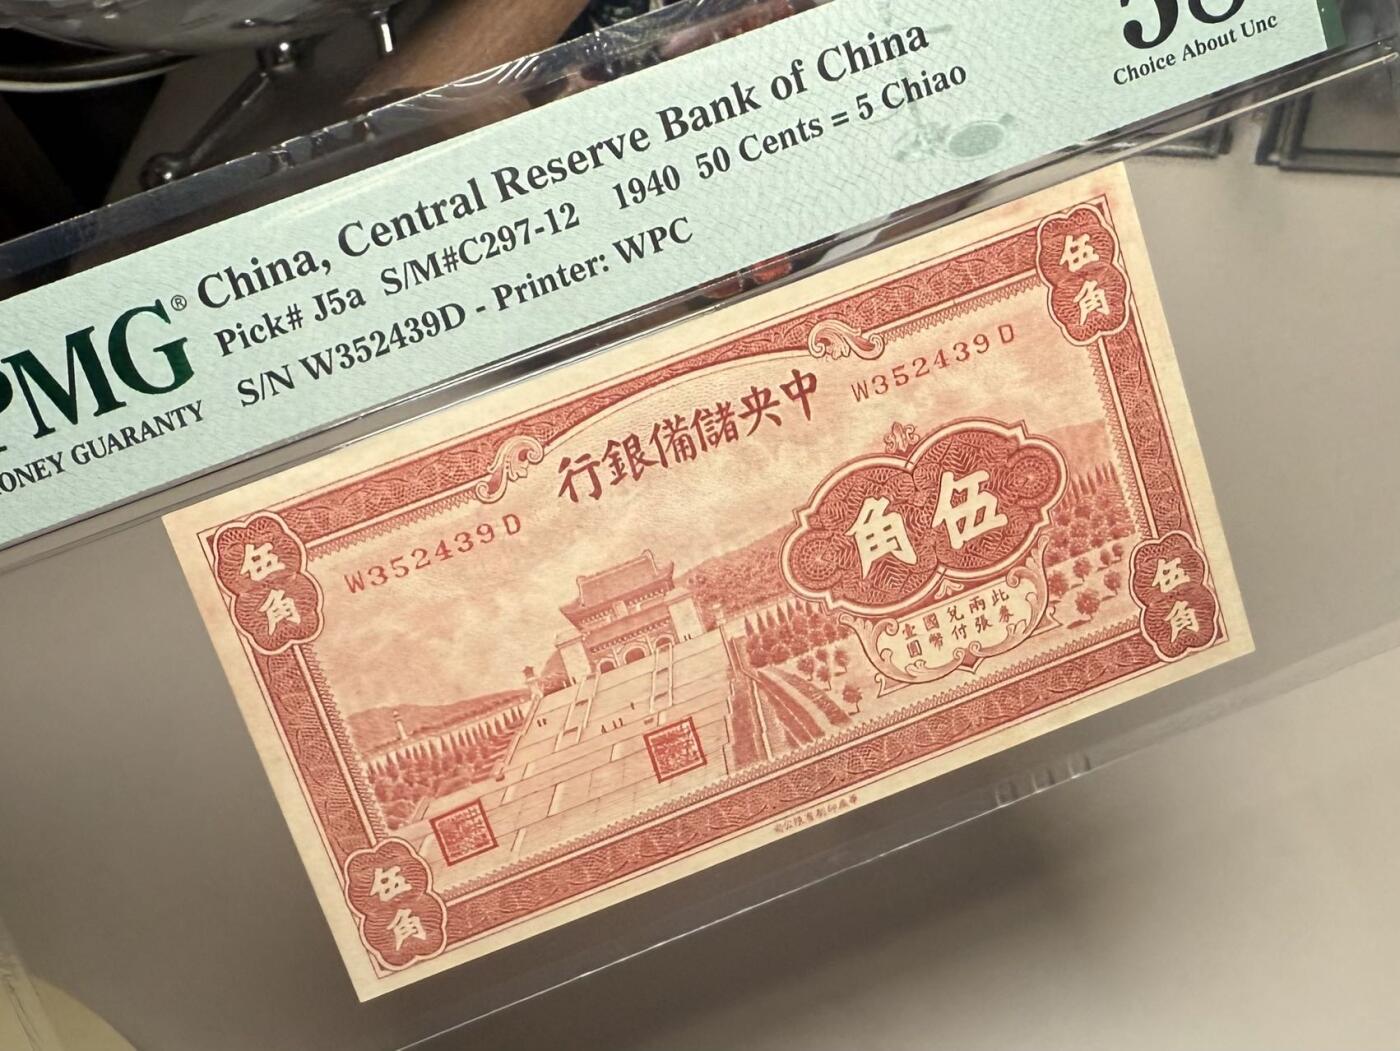 China, Central Reserve Bank of China
Pick# J5a S/M#C297-12 1940 50 Cents = 5 Chiao
S/N W352439D - Printer: WPC
58
Choice About Unc
PMG®
ONEY GUARANTY
中央儲備銀行
W352439D
W352439D
伍角
伍角
伍角
此券
兩張
兌付
國幣
壹圓
伍角
伍角